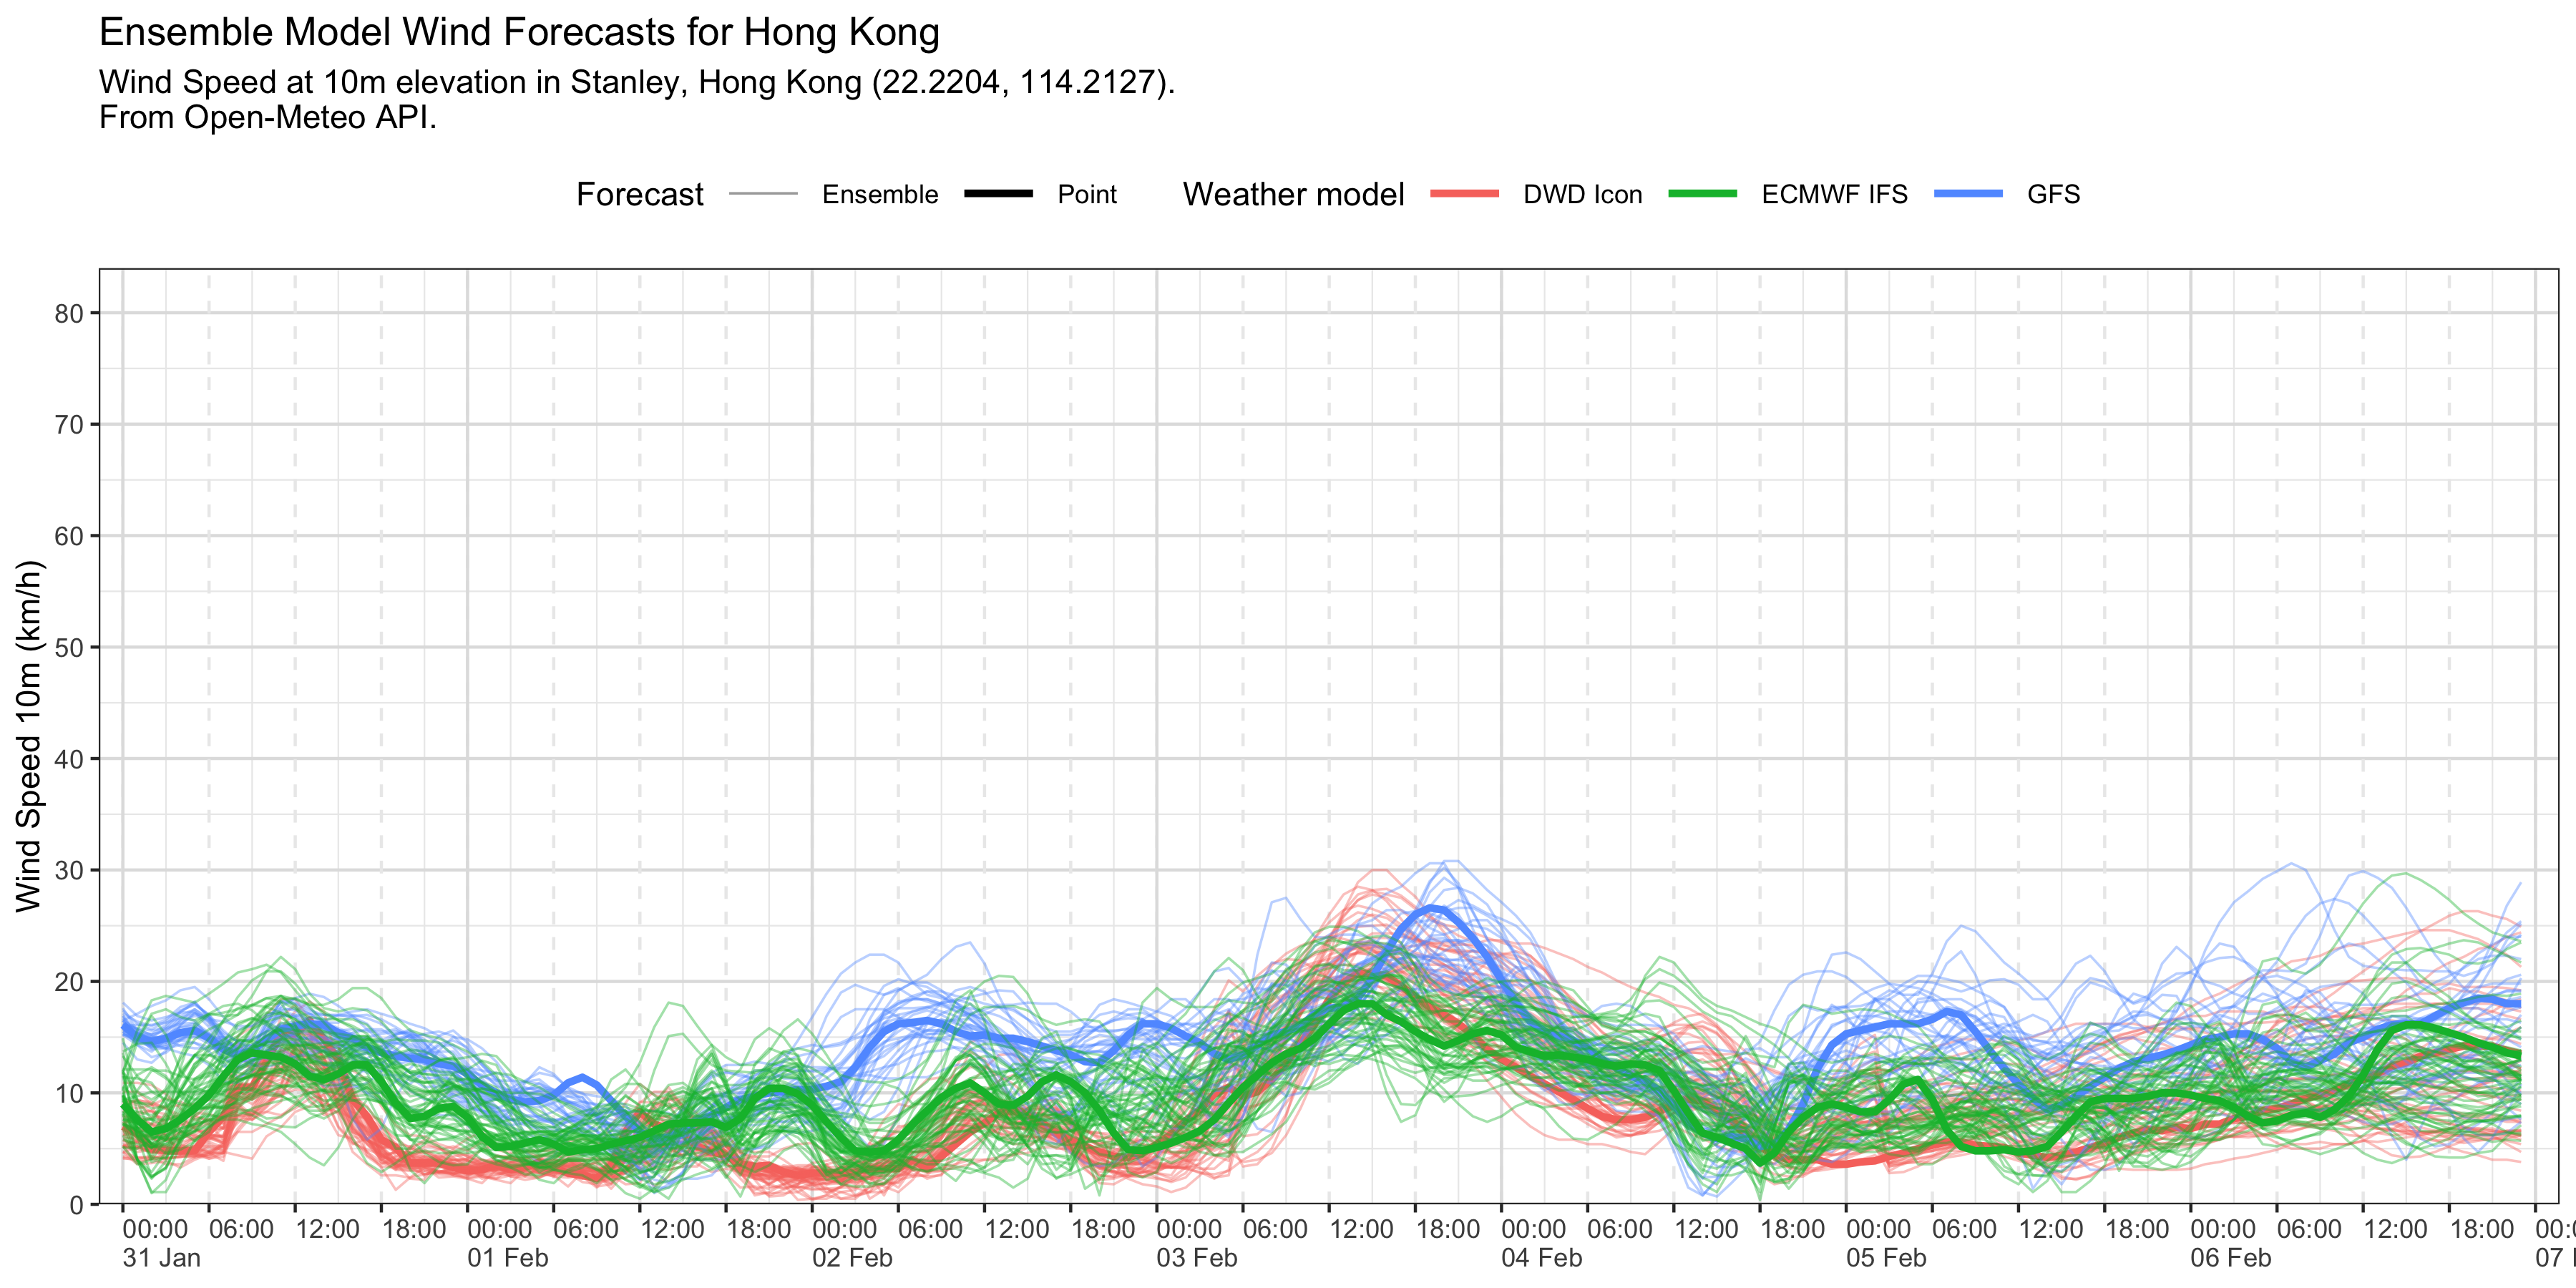 Ensemble Model Wind Forecasts for Hong Kong
Wind Speed at 10m elevation in Stanley, Hong Kong (22.2204, 114.2127).
From Open-Meteo API.
Forecast Ensemble Point Weather model DWD Icon ECMWF IFS GFS
Wind Speed 10m (km/h)
80
70
60
50
40
30
20
10
0
00:00 06:00 12:00 18:00 00:00 06:00 12:00 18:00 00:00 06:00 12:00 18:00 00:00 06:00 12:00 18:00 00:00 06:00 12:00 18:00 00:00 06:00 12:00 18:00 00:00 06:00 12:00 18:00
31 Jan 01 Feb 02 Feb 03 Feb 04 Feb 05 Feb 06 Feb 07